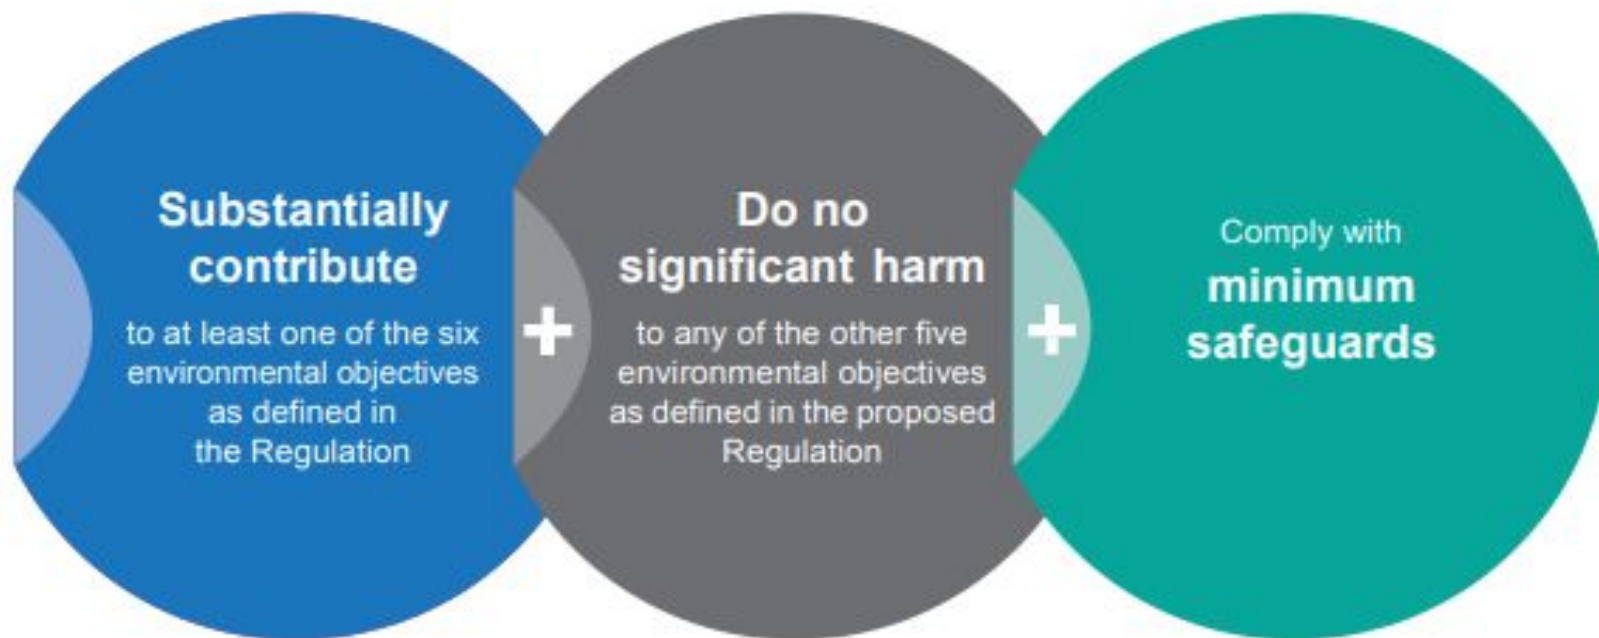 Substantially
contribute
to at least one of the six
environmental objectives
as defined in
the Regulation
+
Do no
significant harm
to any of the other five
environmental objectives
as defined in the proposed
Regulation
+
Comply with
minimum
safeguards